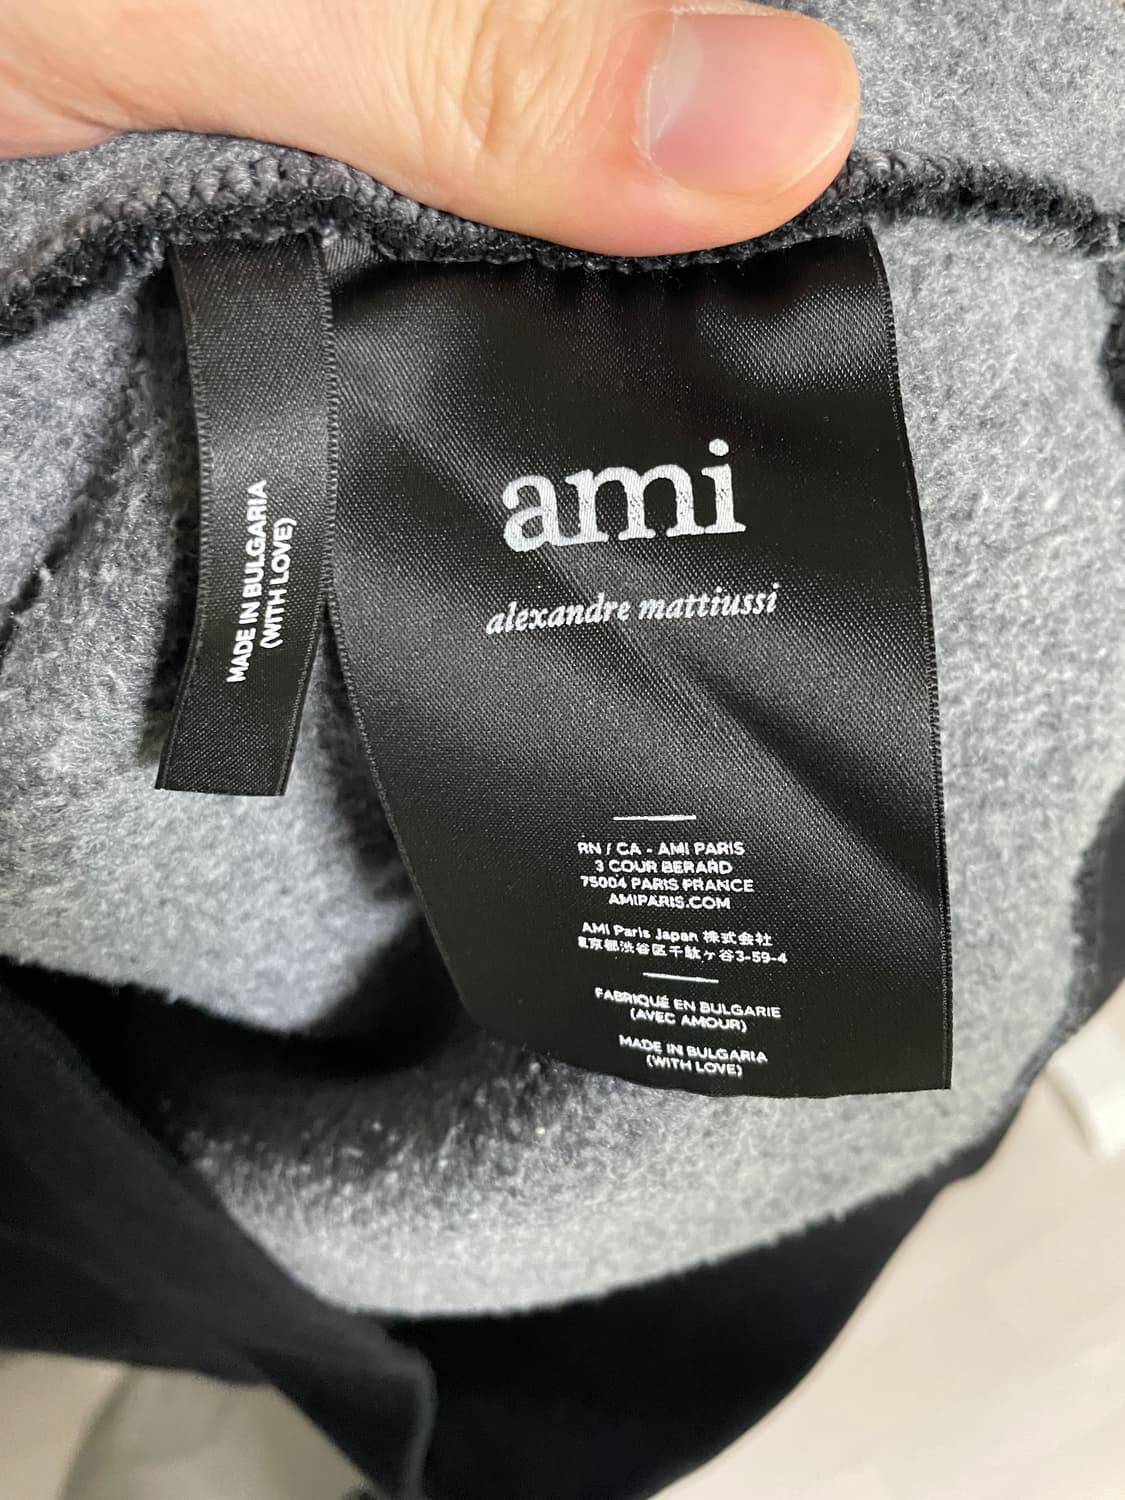 MADE IN BULGARIA
(WITH LOVE)
ami
alexandre mattiussi
RN / CA - AMI PARIS
3 COUR BERARD
75004 PARIS FRANCE
AMIPARIS.COM
AMI Paris Japan 株式会社
東京都渋谷区千駄ヶ谷3-59-4
FABRIQUÉ EN BULGARIE
(AVEC AMOUR)
MADE IN BULGARIA
(WITH LOVE)